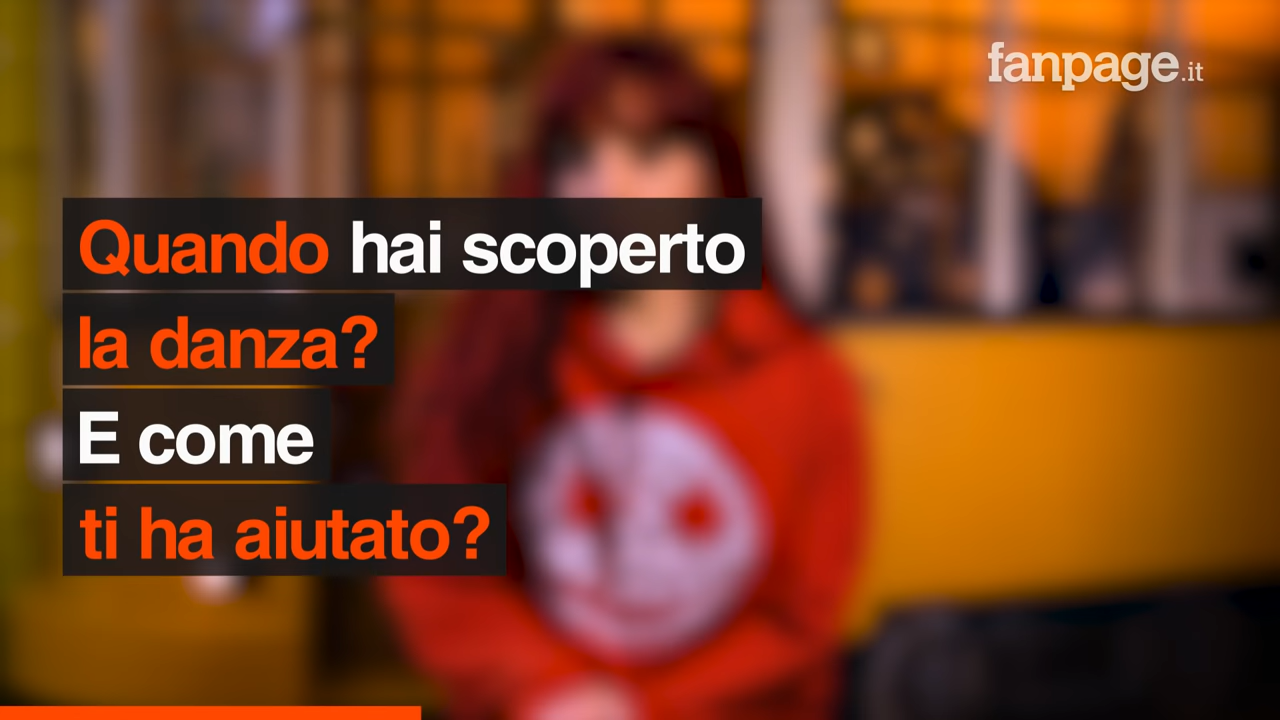 fanpage.it
Quando hai scoperto
la danza?
E come
ti ha aiutato?